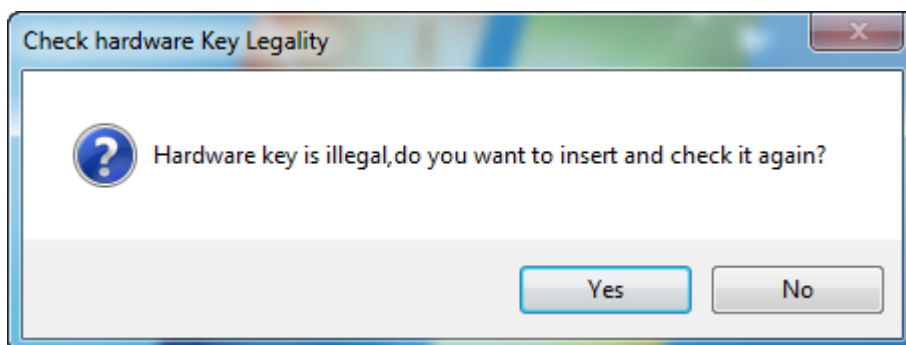 Check hardware Key Legality
Hardware key is illegal,do you want to insert and check it again?
Yes
No